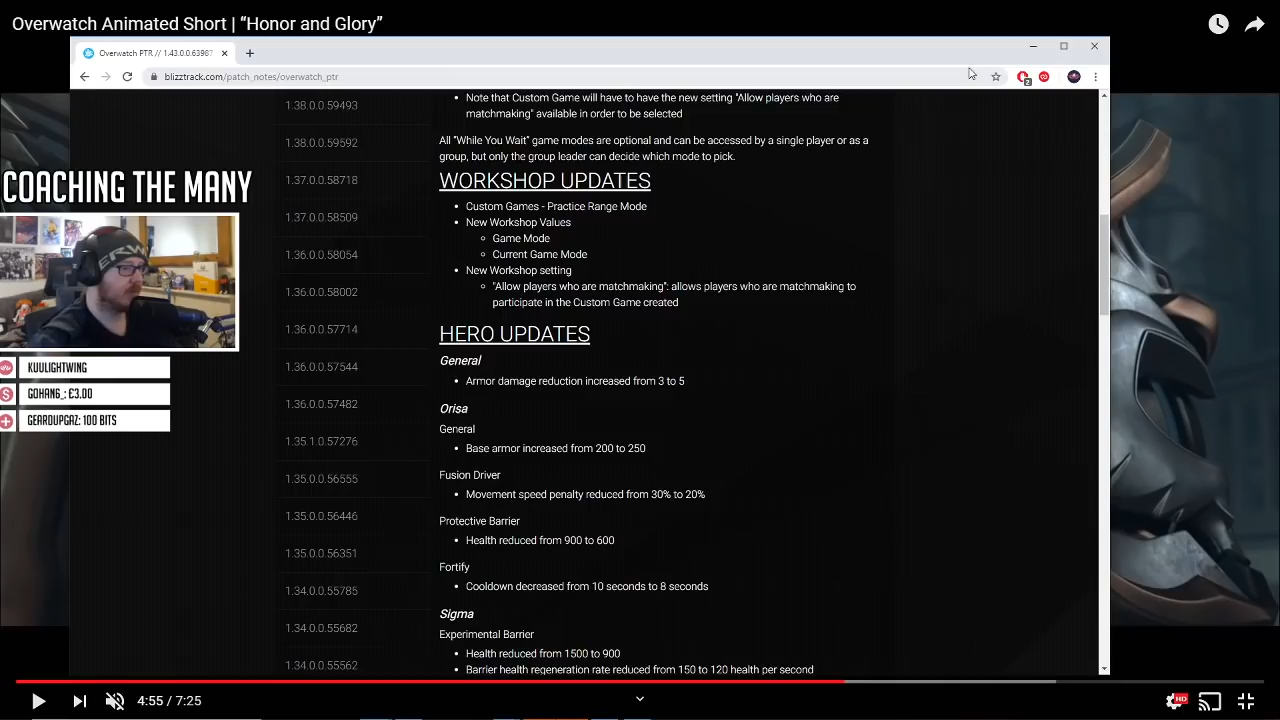 Overwatch Animated Short | “Honor and Glory”
Overwatch PTR // 1.43.0.0.63987
blizztrack.com/patch_notes/overwatch_ptr
2
1.38.0.0.59493
1.38.0.0.59592
1.37.0.0.58718
1.37.0.0.58509
1.36.0.0.58054
1.36.0.0.58002
1.36.0.0.57714
1.36.0.0.57544
1.36.0.0.57482
1.35.1.0.57276
1.35.0.0.56555
1.35.0.0.56446
1.35.0.0.56351
1.34.0.0.55785
1.34.0.0.55682
1.34.0.0.55562
Note that Custom Game will have to have the new setting "Allow players who are
matchmaking" available in order to be selected
All “While You Wait” game modes are optional and can be accessed by a single player or as a
group, but only the group leader can decide which mode to pick.
WORKSHOP UPDATES
Custom Games - Practice Range Mode
New Workshop Values
Game Mode
Current Game Mode
New Workshop setting
"Allow players who are matchmaking": allows players who are matchmaking to
participate in the Custom Game created
HERO UPDATES
General
Armor damage reduction increased from 3 to 5
Orisa
General
Base armor increased from 200 to 250
Fusion Driver
Movement speed penalty reduced from 30% to 20%
Protective Barrier
Health reduced from 900 to 600
Fortify
Cooldown decreased from 10 seconds to 8 seconds
Sigma
Experimental Barrier
Health reduced from 1500 to 900
Barrier health regeneration rate reduced from 150 to 120 health per second
COACHING THE MANY
KUULIGHTWING
GOHAN6_: £3.00
GEARDUPGAZ: 100 BITS
4:55 / 7:25
HD